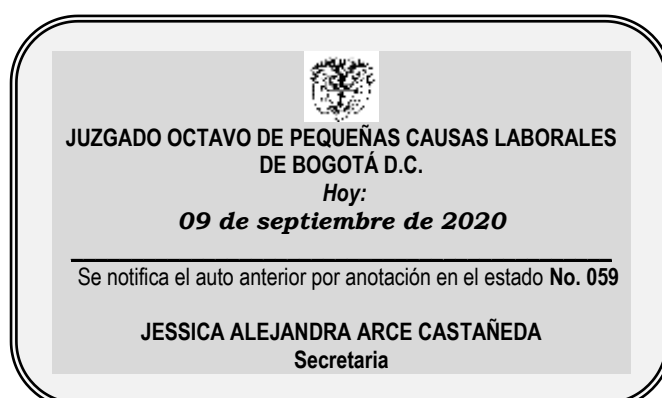 JUZGADO OCTAVO DE PEQUEÑAS CAUSAS LABORALES
DE BOGOTÁ D.C.
Hoy:
09 de septiembre de 2020
Se notifica el auto anterior por anotación en el estado No. 059
JESSICA ALEJANDRA ARCE CASTAÑEDA
Secretaria